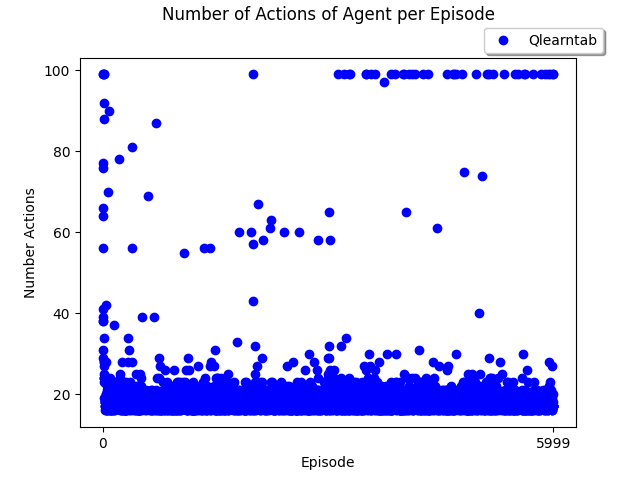 Number of Actions of Agent per Episode
Qlearntab
100
80
60
40
20
Number Actions
0 5999
Episode